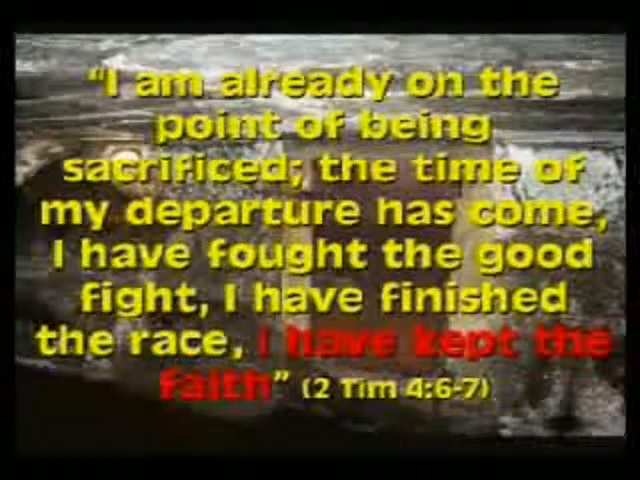 “I am already on the
point of being
sacrificed; the time of
my departure has come,
I have fought the good
fight, I have finished
the race, I have kept the
faith” (2 Tim 4:6-7)